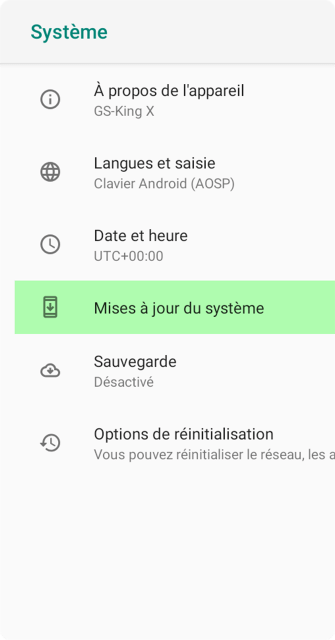 Système
À propos de l'appareil
GS-King X
Langues et saisie
Clavier Android (AOSP)
Date et heure
UTC+00:00
Mises à jour du système
Sauvegarde
Désactivé
Options de réinitialisation
Vous pouvez réinitialiser le réseau, les a